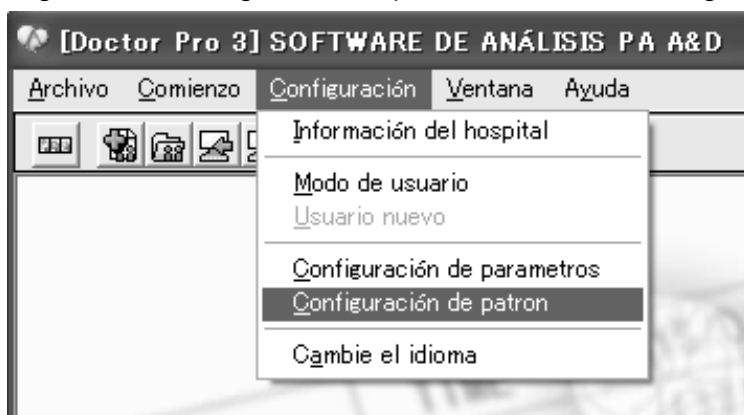 [Doctor Pro 3] SOFTWARE DE ANÁLISIS PA A&D
Archivo Comienzo Configuración Ventana Ayuda
Información del hospital
Modo de usuario
Usuario nuevo
Configuración de parametros
Configuración de patron
Cambie el idioma